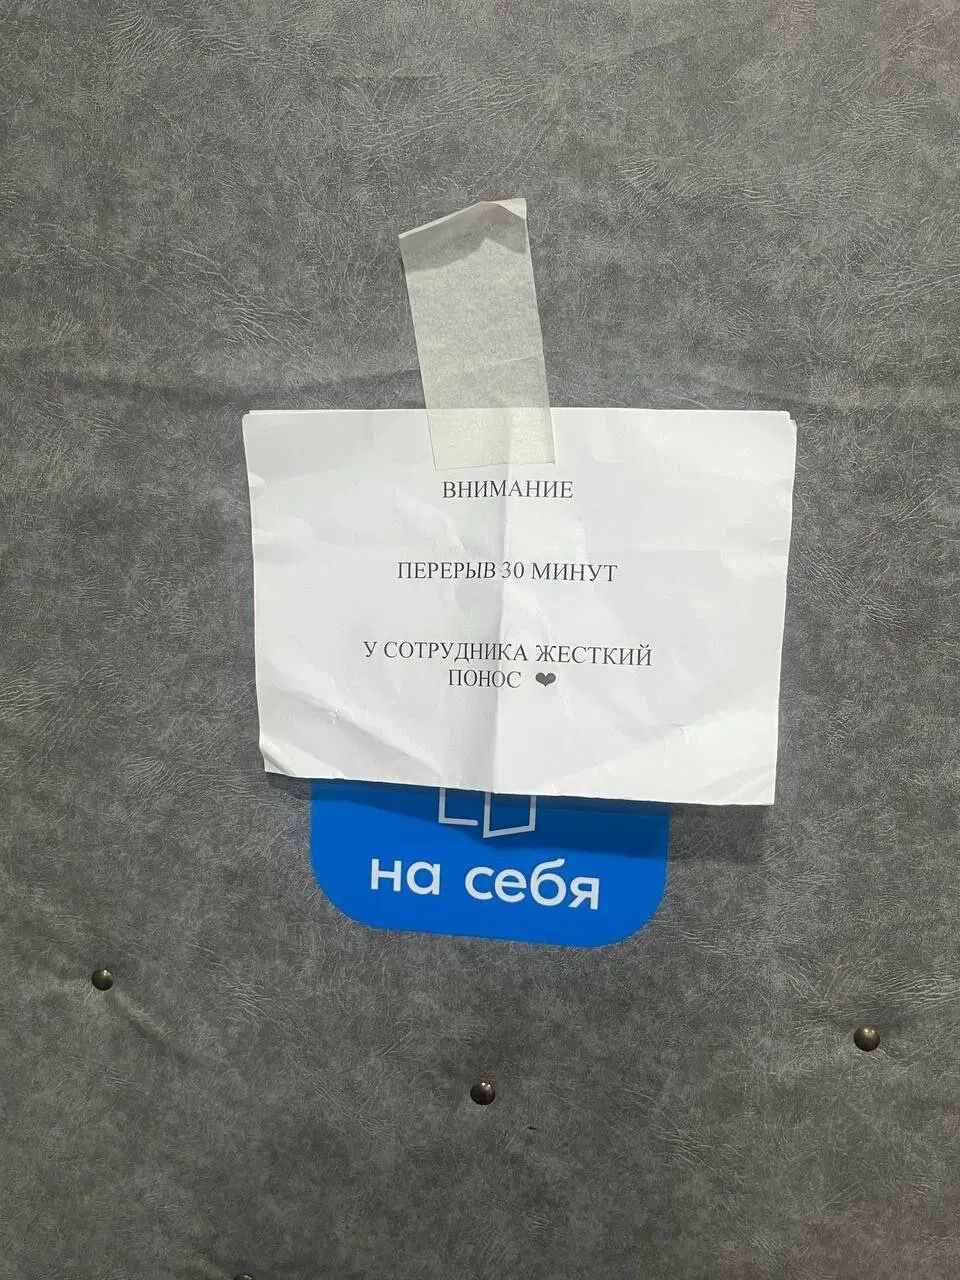 ВНИМАНИЕ
ПЕРЕРЫВ 30 МИНУТ
У СОТРУДНИКА ЖЕСТКИЙ
ПОНОС ❤
на себя